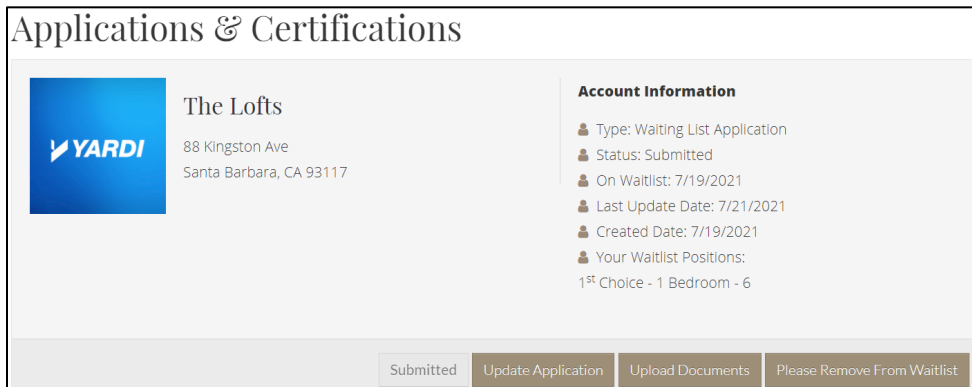 Applications & Certifications
YARDI
The Lofts
88 Kingston Ave
Santa Barbara, CA 93117
Account Information
Type: Waiting List Application
Status: Submitted
On Waitlist: 7/19/2021
Last Update Date: 7/21/2021
Created Date: 7/19/2021
Your Waitlist Positions:
1st Choice - 1 Bedroom - 6
Submitted Update Application Upload Documents Please Remove From Waitlist